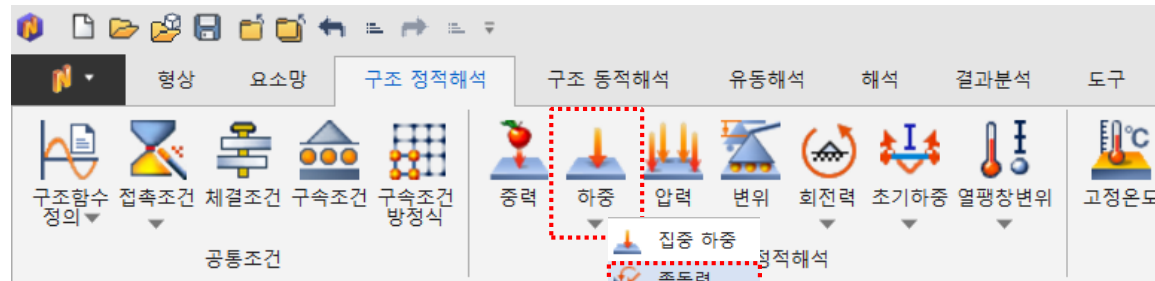 형상 요소망 구조 정적해석 구조 동적해석 유동해석 해석 결과분석 도구
구조함수 정의 접촉조건 체결조건 구속조건 구속조건 방정식 중력 하중 압력 변위 회전력 초기하중 열팽창변위 고정온도
집중 하중
공통조건 정적해석